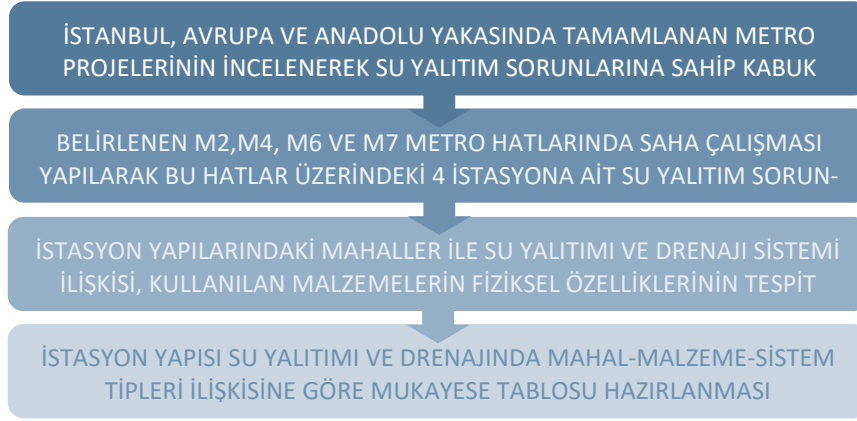 İSTANBUL, AVRUPA VE ANADOLU YAKASINDA TAMAMLANAN METRO
PROJELERİNİN İNCELENEREK SU YALITIM SORUNLARINA SAHİP KABUK
BELİRLENEN M2,M4, M6 VE M7 METRO HATLARINDA SAHA ÇALIŞMASI
YAPILARAK BU HATLAR ÜZERİNDEKİ 4 İSTASYONA AİT SU YALITIM SORUN-
İSTASYON YAPILARINDAKİ MAHALLER İLE SU YALITIMI VE DRENAJI SİSTEMİ
İLİŞKİSİ, KULLANILAN MALZEMELERİN FİZİKSEL ÖZELLİKLERİNİN TESPİT
İSTASYON YAPISI SU YALITIMI VE DRENAJINDA MAHAL-MALZEME-SİSTEM
TİPLERİ İLİŞKİSİNE GÖRE MUKAYESE TABLOSU HAZIRLANMASI